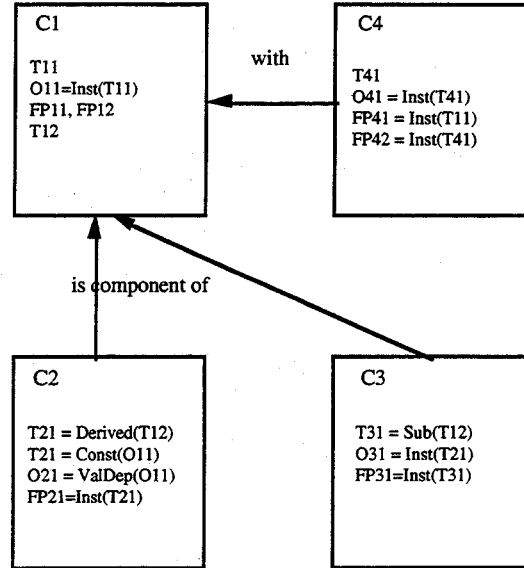 C1
T11
O11=Inst(T11)
FP11, FP12
T12
with
C4
T41
O41 = Inst(T41)
FP41 = Inst(T11)
FP42 = Inst(T41)
is component of
C2
T21 = Derived(T12)
T21 = Const(O11)
O21 = ValDep(O11)
FP21=Inst(T21)
C3
T31 = Sub(T12)
O31 = Inst(T21)
FP31=Inst(T31)